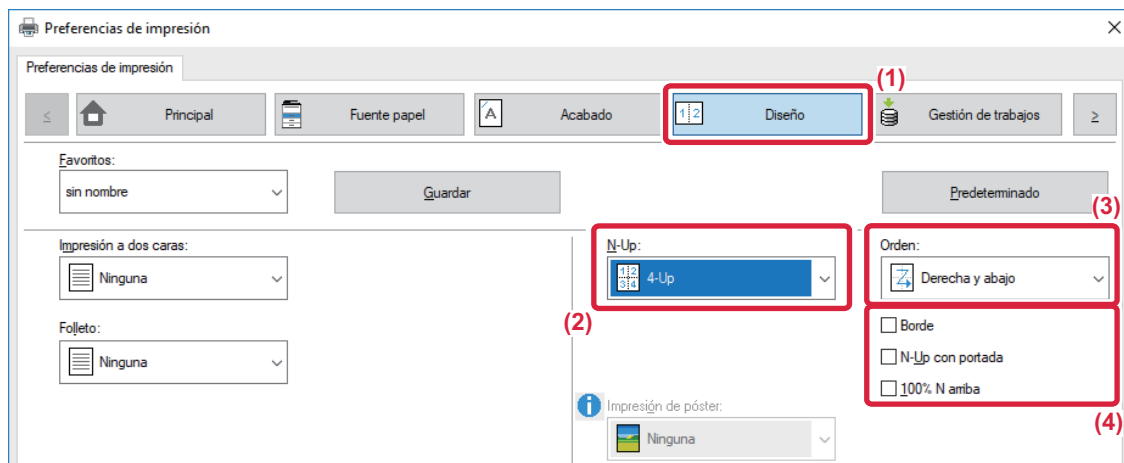 Preferencias de impresión
Preferencias de impresión
(1)
Principal
Fuente papel
Acabado
Diseño
Gestión de trabajos
Favoritos:
sin nombre
Guardar
Predeterminado
(3)
Impresión a dos caras:
Ninguna
N-Up:
4-Up
Orden:
Derecha y abajo
(2)
Folleto:
Ninguna
Borde
N-Up con portada
100% N arriba
(4)
Impresión de póster:
Ninguna